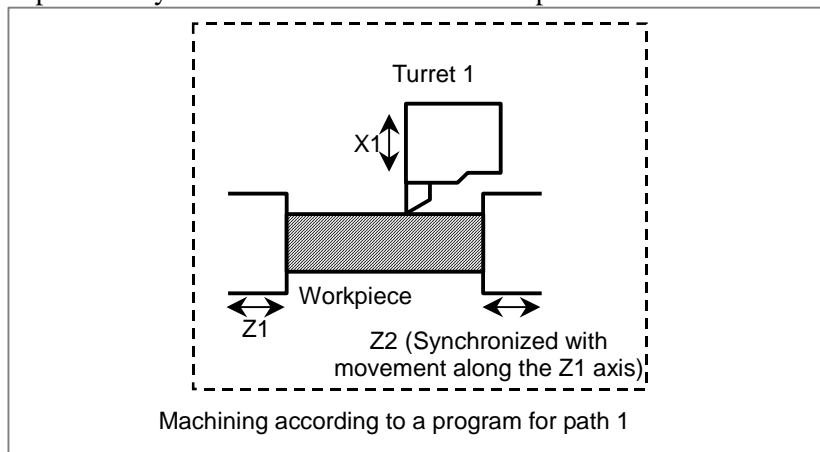 Turret 1
X1
Workpiece
Z1
Z2 (Synchronized with
movement along the Z1 axis)
Machining according to a program for path 1